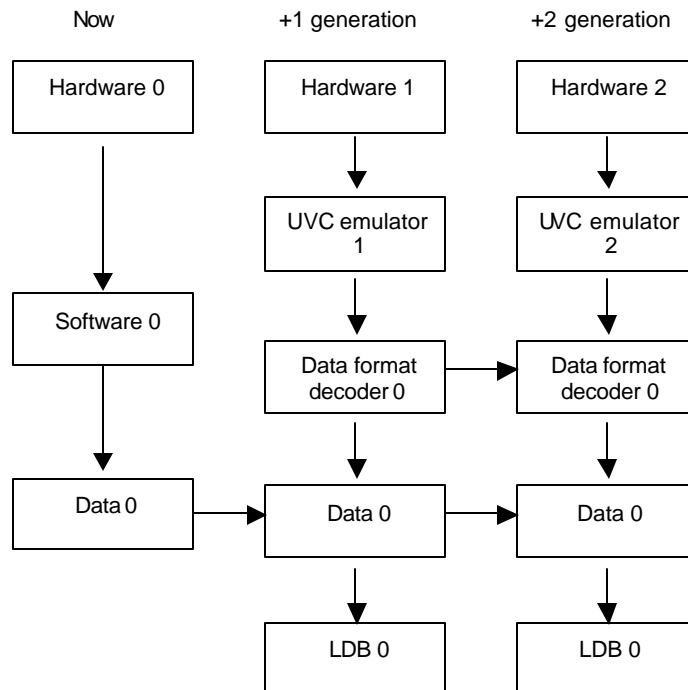 Now
+1 generation
+2 generation
Hardware 0
Hardware 1
Hardware 2
UVC emulator
1
UVC emulator
2
Software 0
Data format
decoder 0
Data format
decoder 0
Data 0
Data 0
Data 0
LDB 0
LDB 0